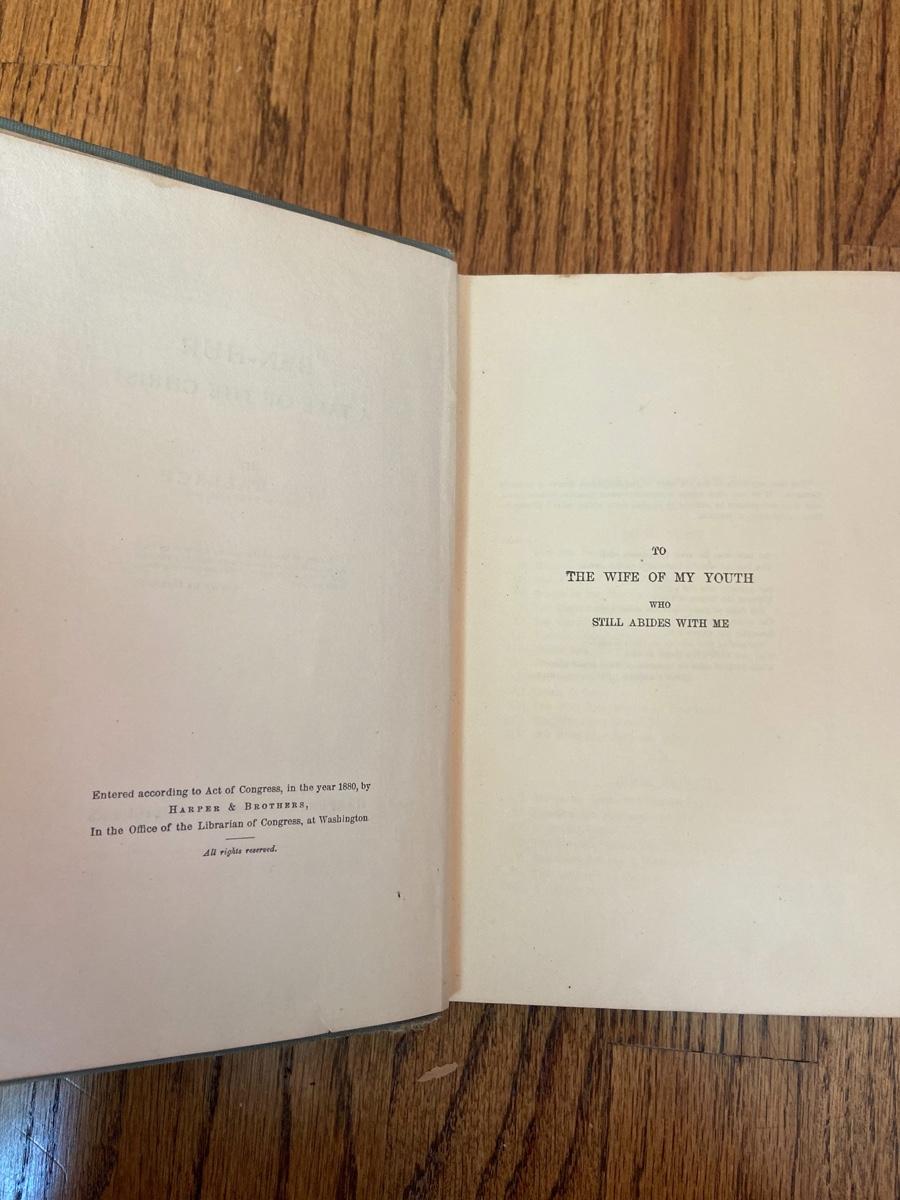 Entered according to Act of Congress, in the year 1880, by
HARPER & BROTHERS,
In the Office of the Librarian of Congress, at Washington
All rights reserved.
TO
THE WIFE OF MY YOUTH
WHO
STILL ABIDES WITH ME